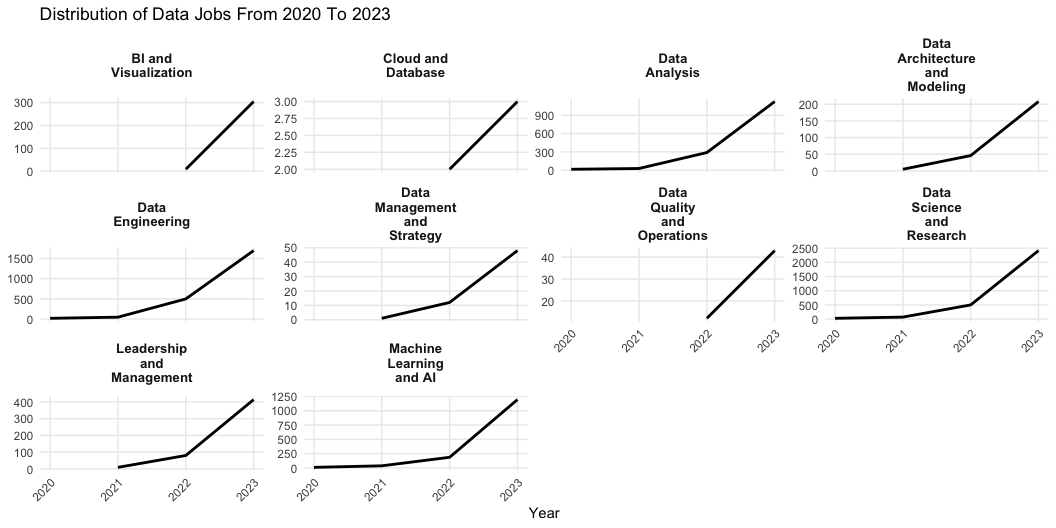 Distribution of Data Jobs From 2020 To 2023
BI and
Visualization
300
200
100
0
Cloud and
Database
3.00
2.75
2.50
2.25
2.00
Data
Analysis
900
600
300
0
Data
Architecture
and
Modeling
200
150
100
50
0
Data
Engineering
1500
1000
500
0
Data
Management
and
Strategy
50
40
30
20
10
0
Data
Quality
and
Operations
40
30
20
2020
2021
2022
2023
Data
Science
and
Research
2500
2000
1500
1000
500
0
2020
2021
2022
2023
Leadership
and
Management
400
300
200
100
0
2020
2021
2022
2023
Machine
Learning
and AI
1250
1000
750
500
250
0
2020
2021
2022
2023
Year